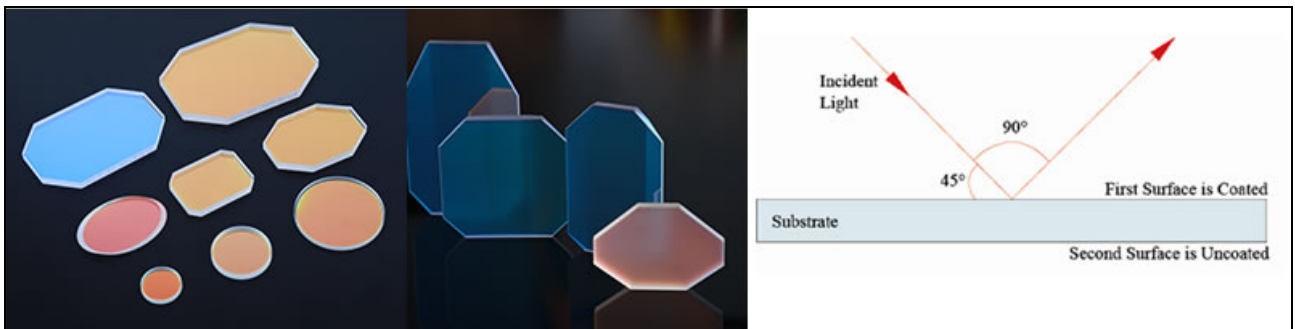 Incident
Light
90°
45°
First Surface is Coated
Substrate
Second Surface is Uncoated